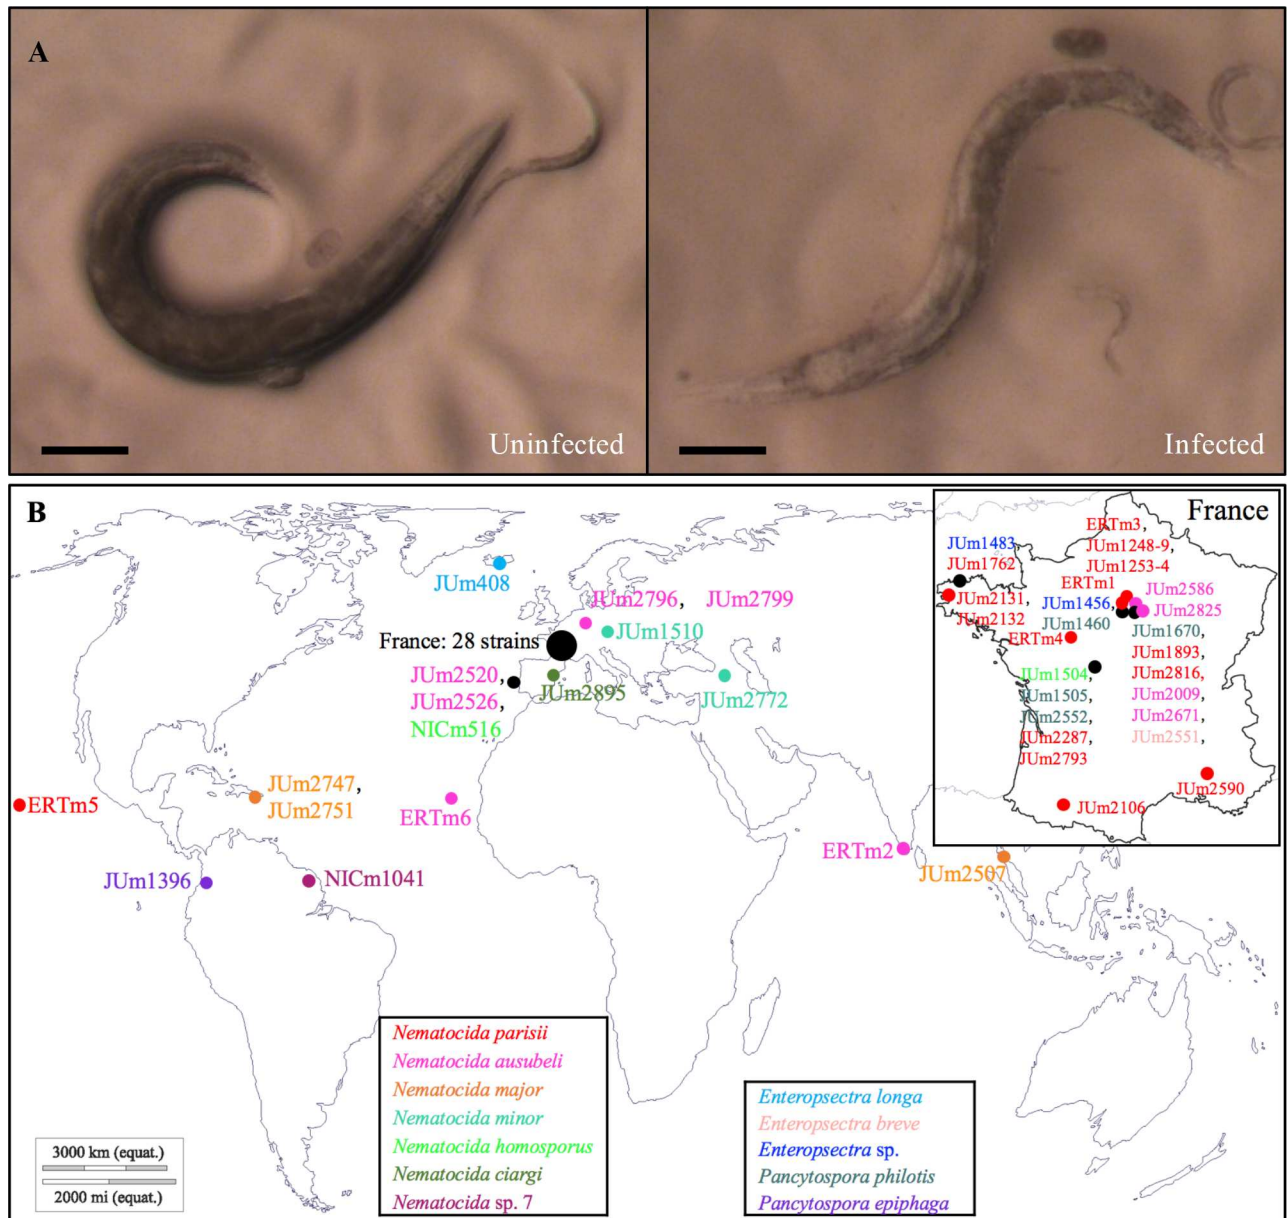 A
Uninfected
Infected
B
France
ERTm3,
JUm1248-9,
JUm1253-4
ERTm1
JUm1483
JUm1762
JUm2131,
JUm2132
JUm1456,
JUm1460
JUm2586
JUm2825
ERTm4
JUm1670,
JUm1893,
JUm2816,
JUm2009,
JUm2671,
JUm2551,
JUm1504,
JUm1505,
JUm2552,
JUm2287,
JUm2793
JUm2590
JUm2106
JUm408
JUm2796, JUm2799
France: 28 strains
JUm1510
JUm2520,
JUm2526,
NICm516
JUm2895
JUm2772
ERTm5
JUm2747,
JUm2751
ERTm6
ERTm2
JUm2507
JUm1396
NICm1041
Nematocida parisii
Nematocida ausubeli
Nematocida major
Nematocida minor
Nematocida homosporus
Nematocida ciargi
Nematocida sp. 7
Enteropsectra longa
Enteropsectra breve
Enteropsectra sp.
Pancytospora philotis
Pancytospora epiphaga
3000 km (equat.)
2000 mi (equat.)